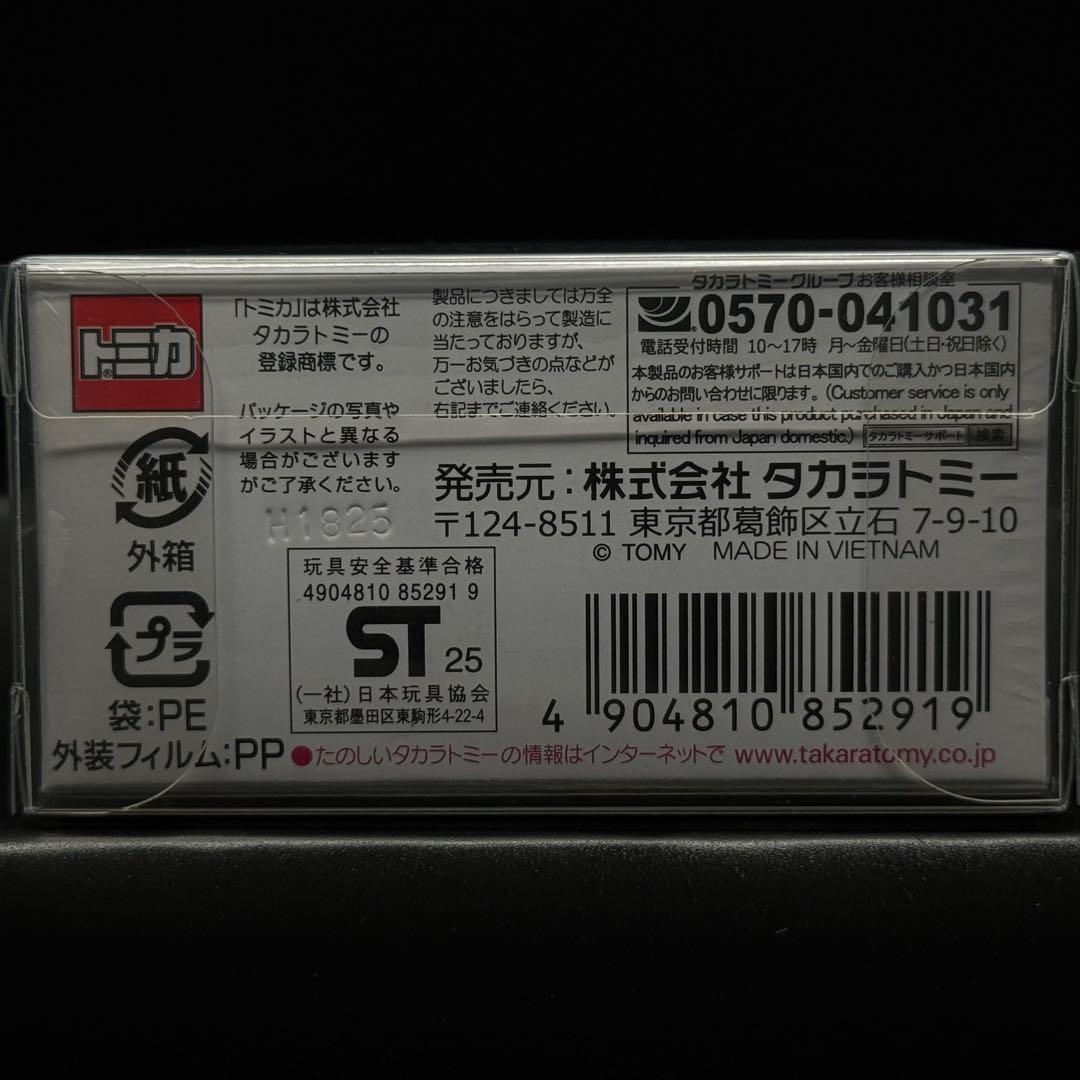 トミカ®
「トミカ」は株式会社
タカラトミーの
登録商標です。
パッケージの写真や
イラストと異なる
場合がございます
がご了承ください。
H1825
製品につきましては万全
の注意をはらって製造に
当たっておりますが、
万一お気づきの点などが
ございましたら、
右記までご連絡ください。
タカラトミーグループお客様相談室
0570-041031
電話受付時間 10〜17時 月〜金曜日(土日・祝日除く)
本製品のお客様サポートは日本国内でのご購入かつ日本国内
からのお問い合わせに限ります。(Customer service is only
available in case this product purchased in Japan and
inquired from Japan domestic.) タカラトミーサポート 検索
発売元:株式会社 タカラトミー
〒124-8511 東京都葛飾区立石 7-9-10
© TOMY MADE IN VIETNAM
紙
外箱
プラ
袋:PE
外装フィルム:PP
玩具安全基準合格
4904810 85291 9
ST 25
(一社)日本玩具協会
東京都墨田区東駒形4-22-4
4 904810 852919
●たのしいタカラトミーの情報はインターネットで www.takaratomy.co.jp